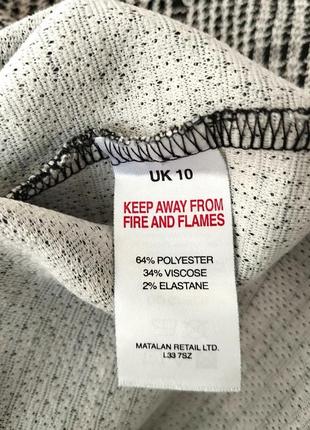 UK 10
KEEP AWAY FROM
FIRE AND FLAMES
64% POLYESTER
34% VISCOSE
2% ELASTANE
MATALAN RETAIL LTD.
L33 7SZ